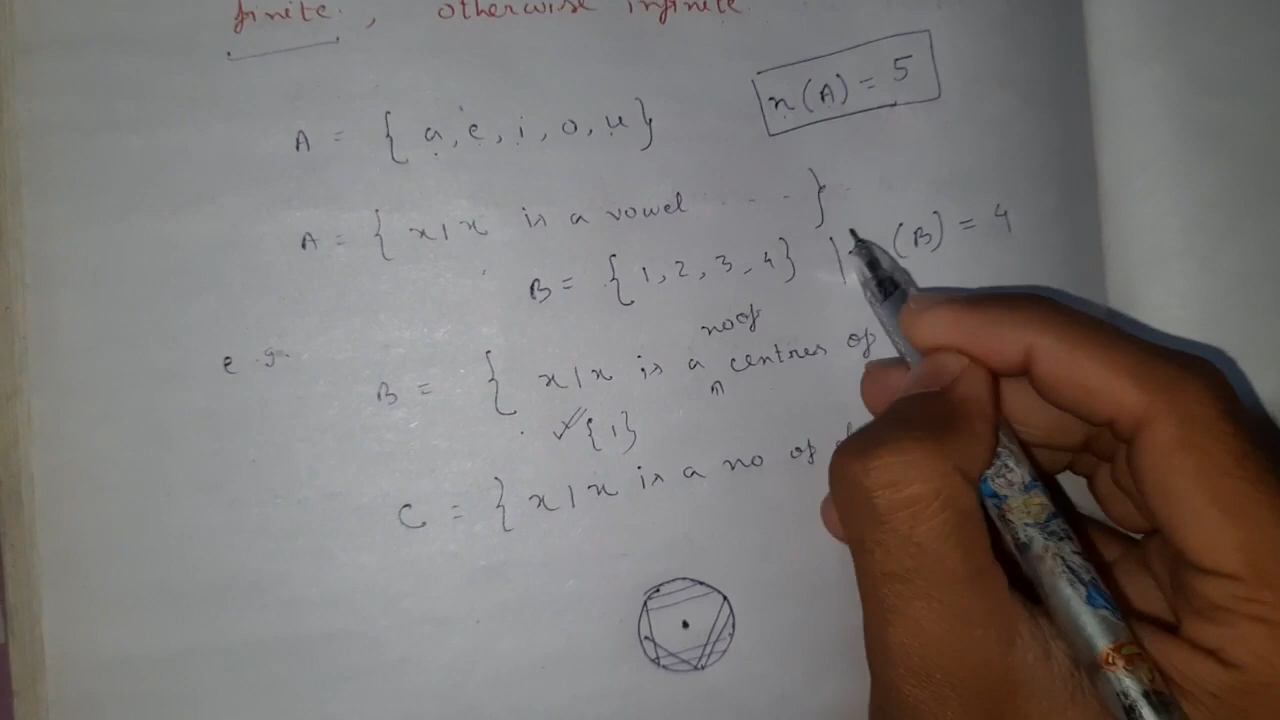 finite. , otherwise infinite
A = { a, e, i, o, u }
n(A) = 5
A = { x | x is a vowel . . . - - }
B = { 1, 2, 3, 4 } (B) = 4
e.g. B = { x | x is a no of centres of
✓ { 1 }
C = { x | x is a no of